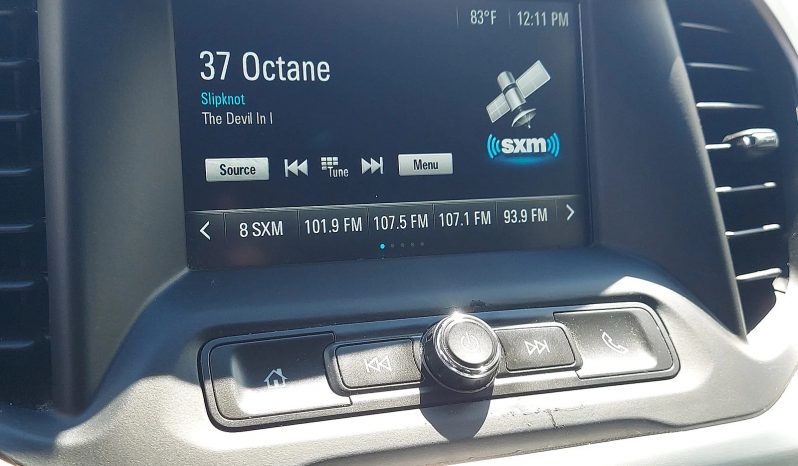 83°F 12:11 PM
37 Octane
Slipknot
The Devil In I
((sxm))
Source Tune Menu
8 SXM 101.9 FM 107.5 FM 107.1 FM 93.9 FM